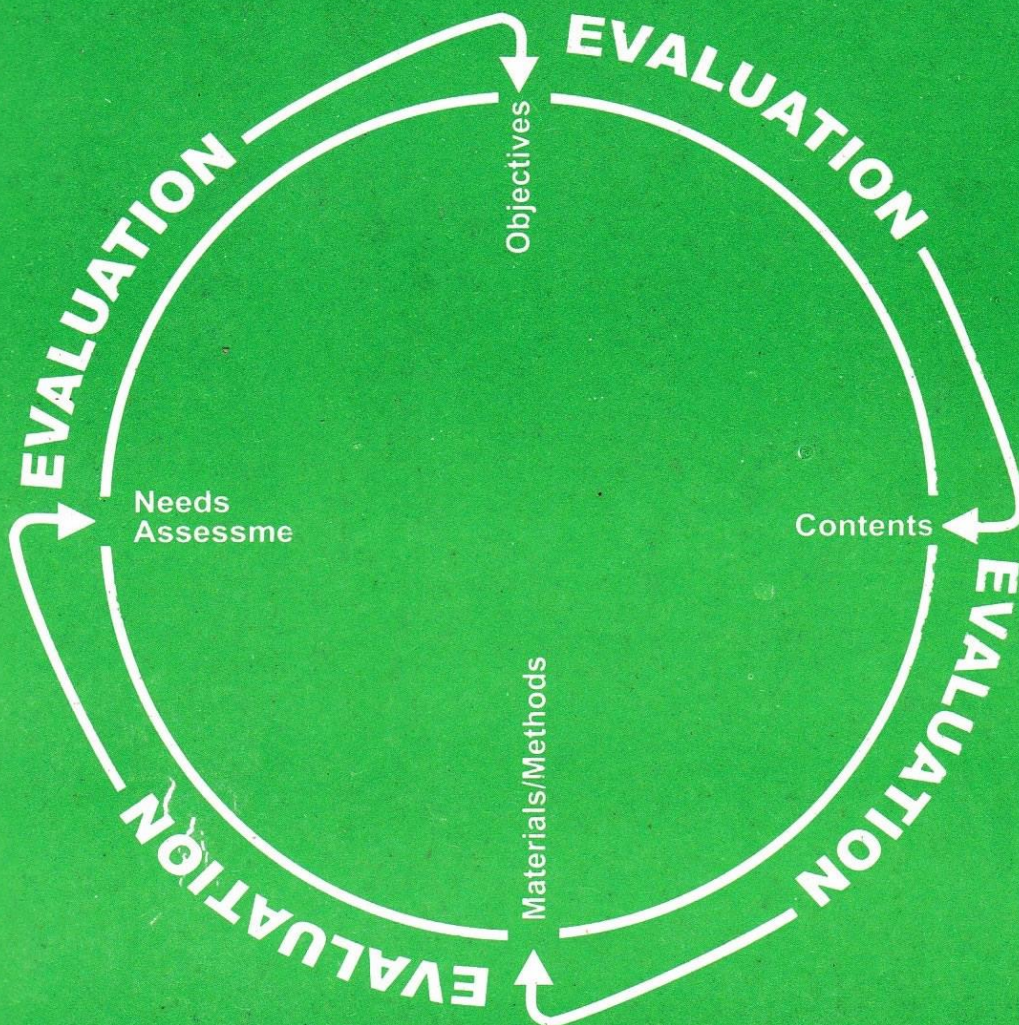 EVALUATION
Objectives
EVALUATION
Needs
Assessme
Contents
EVALUATION
Materials/Methods
EVALUATION